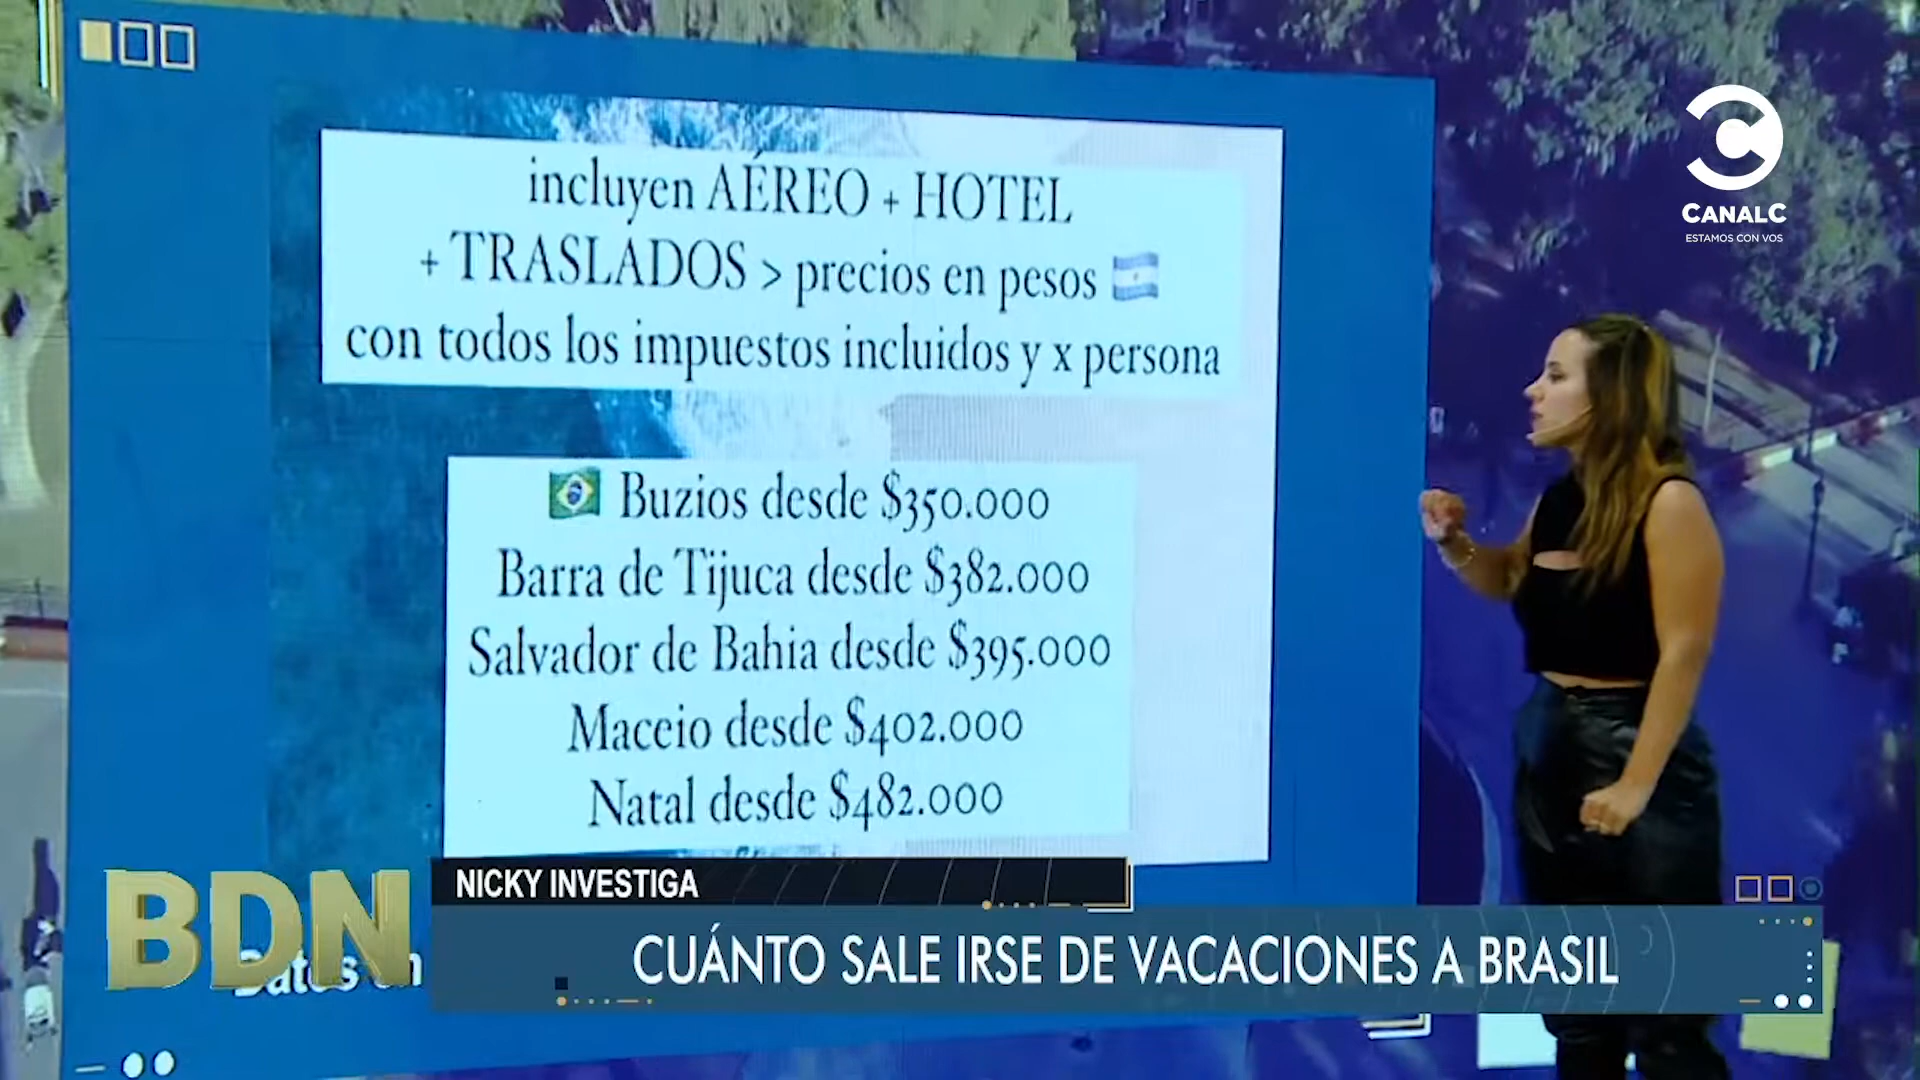 CANALC
ESTAMOS CON VOS
incluyen AÉREO + HOTEL
+ TRASLADOS > precios en pesos
con todos los impuestos incluidos y x persona
Buzios desde $350.000
Barra de Tijuca desde $382.000
Salvador de Bahia desde $395.000
Maceio desde $402.000
Natal desde $482.000
BDN
NICKY INVESTIGA
CUÁNTO SALE IRSE DE VACACIONES A BRASIL